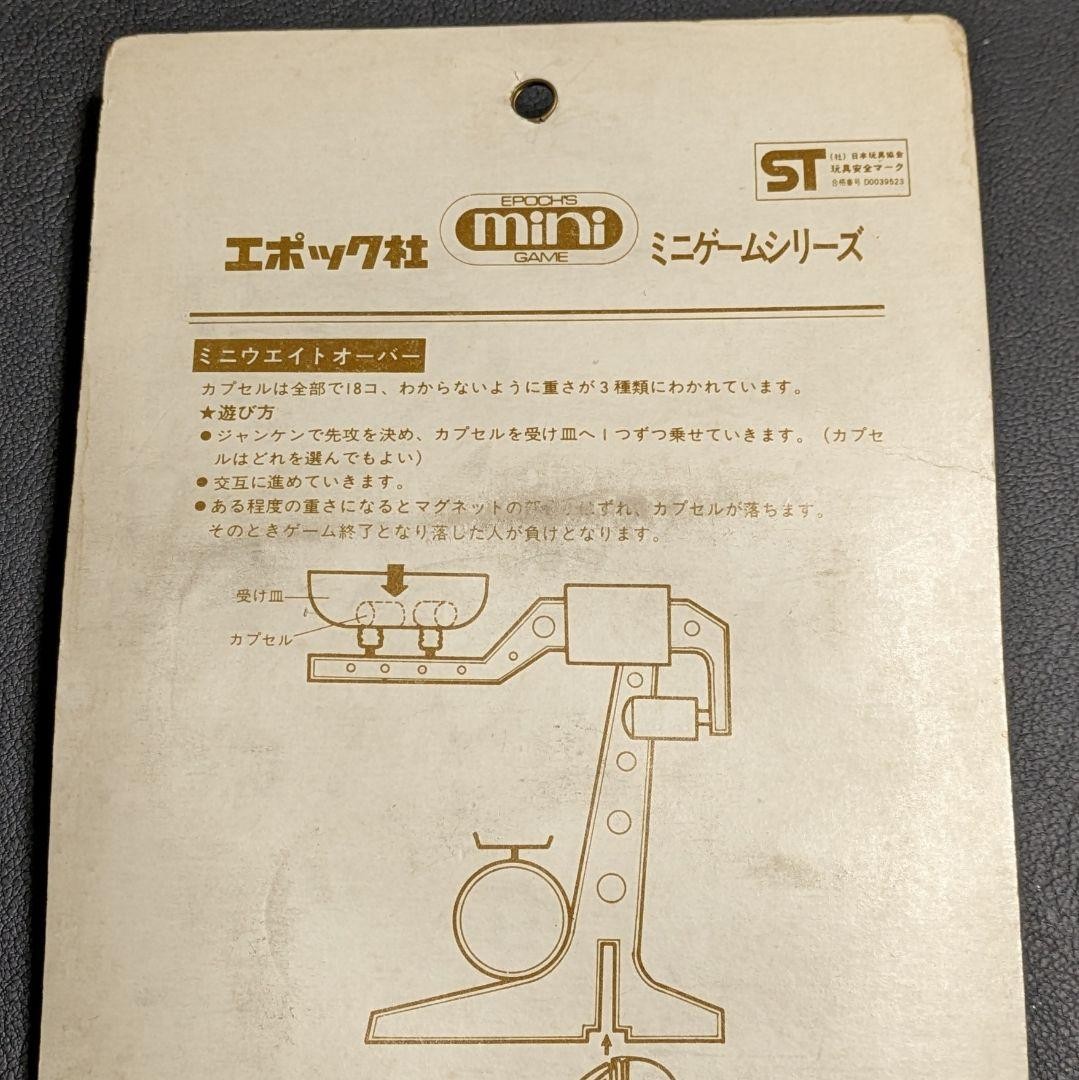 ST
(社)日本玩具協会
玩具安全マーク
合格番号 D0039523
エポック社
EPOCH'S
mini
GAME
ミニゲームシリーズ
ミニウエイトオーバー
カプセルは全部で18コ、わからないように重さが3種類にわかれています。
★遊び方
●ジャンケンで先攻を決め、カプセルを受け皿へ1つずつ乗せていきます。(カプセ
ルはどれを選んでもよい)
●交互に進めていきます。
●ある程度の重さになるとマグネットの ずれ、カプセルが落ちます。
そのときゲーム終了となり落した人が負けとなります。
受け皿
カプセル